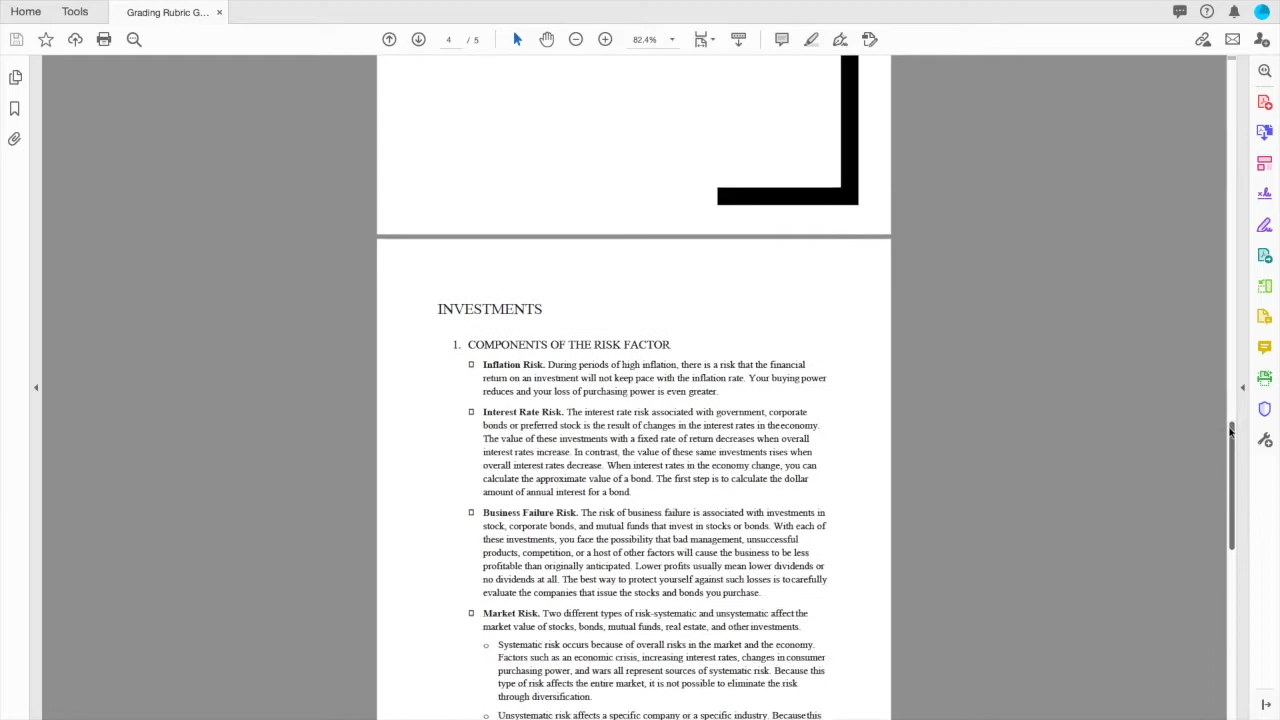 Home Tools Grading Rubric G... ×
4 / 5 82.4%
INVESTMENTS
1. COMPONENTS OF THE RISK FACTOR
Inflation Risk. During periods of high inflation, there is a risk that the financial
return on an investment will not keep pace with the inflation rate. Your buying power
reduces and your loss of purchasing power is even greater.
Interest Rate Risk. The interest rate risk associated with government, corporate
bonds or preferred stock is the result of changes in the interest rates in theeconomy.
The value of these investments with a fixed rate of return decreases when overall
interest rates increase. In contrast, the value of these same investments rises when
overall interest rates decrease. When interest rates in the economy change, you can
calculate the approximate value of a bond. The first step is to calculate the dollar
amount of annual interest for a bond.
Business Failure Risk. The risk of business failure is associated with investments in
stock, corporate bonds, and mutual funds that invest in stocks or bonds. With each of
these investments, you face the possibility that bad management, unsuccessful
products, competition, or a host of other factors will cause the business to be less
profitable than originally anticipated. Lower profits usually mean lower dividends or
no dividends at all. The best way to protect yourself against such losses is tocarefully
evaluate the companies that issue the stocks and bonds you purchase.
Market Risk. Two different types of risk-systematic and unsystematic affect the
market value of stocks, bonds, mutual funds, real estate, and other investments.
o Systematic risk occurs because of overall risks in the market and the economy.
Factors such as an economic crisis, increasing interest rates, changes in consumer
purchasing power, and wars all represent sources of systematic risk. Because this
type of risk affects the entire market, it is not possible to eliminate the risk
through diversification.
o Unsystematic risk affects a specific company or a specific industry. Because this